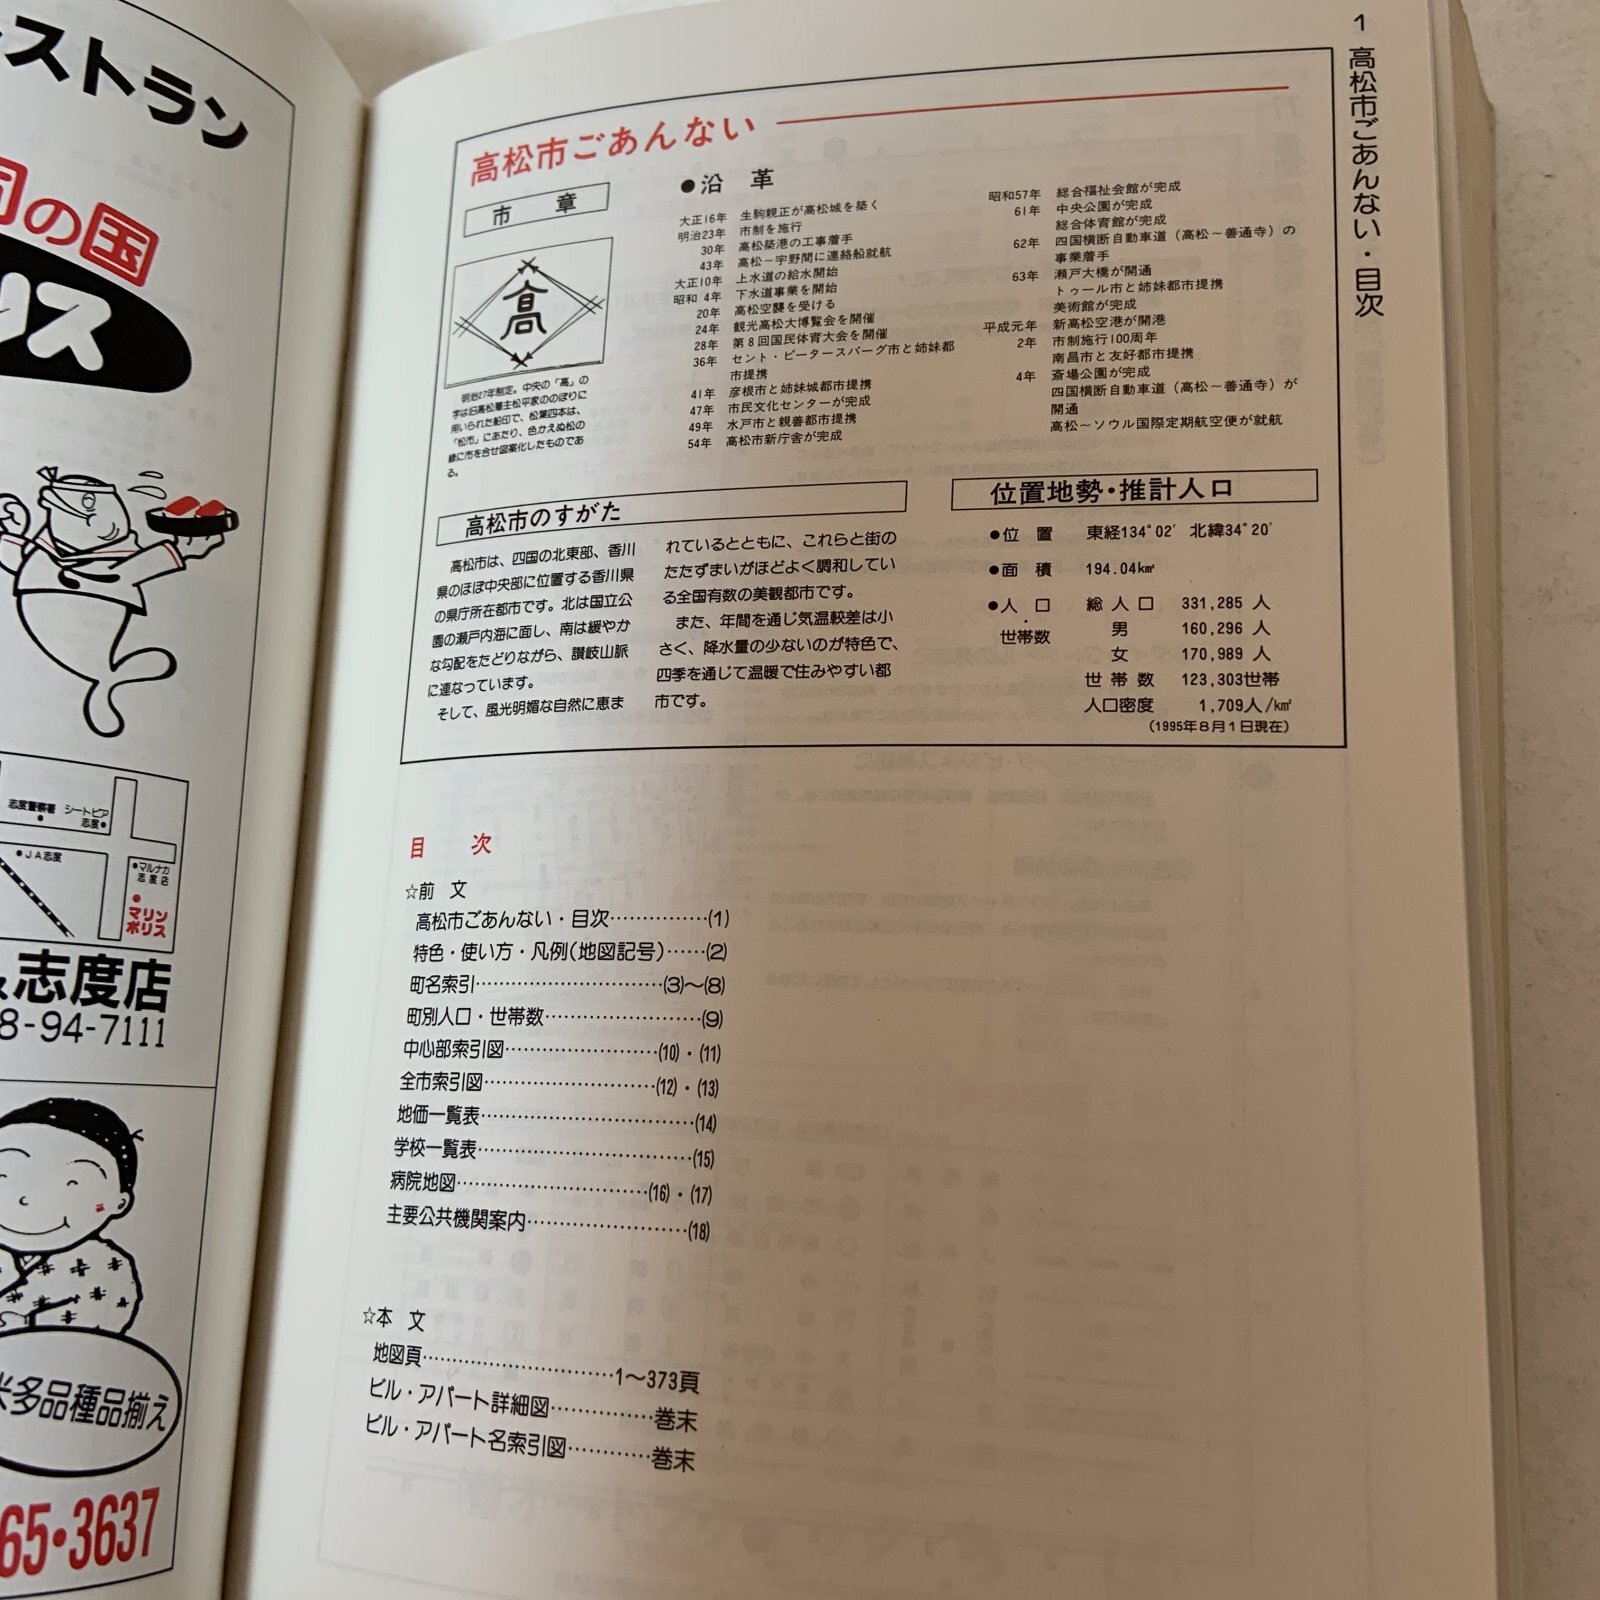 ストラン
の国
リス
志度警察署
シートピア
志度
JA志度
マルナカ
志度店
マリン
ポリス
志度店
8-94-7111
米多品種品揃え
65・3637
1 高松市ごあんない・目次
高松市ごあんない
市 章
明治27年制定。中央の「高」の
字は旧高松藩主松平家ののぼりに
用いられた船印で、松葉四本は、
「松市」にあたり、色かえぬ松の
緑に市を合せ図案化したものであ
る。
●沿 革
大正16年 生駒親正が高松城を築く
明治23年 市制を施行
30年 高松築港の工事着手
43年 高松〜宇野間に連絡船就航
大正10年 上水道の給水開始
昭和 4年 下水道事業を開始
20年 高松空襲を受ける
24年 観光高松大博覧会を開催
28年 第8回国民体育大会を開催
36年 セント・ピータースバーグ市と姉妹都
市提携
41年 彦根市と姉妹城都市提携
47年 市民文化センターが完成
49年 水戸市と親善都市提携
54年 高松市新庁舎が完成
昭和57年 総合福祉会館が完成
61年 中央公園が完成
総合体育館が完成
62年 四国横断自動車道（高松〜善通寺）の
事業着手
63年 瀬戸大橋が開通
トゥール市と姉妹都市提携
美術館が完成
平成元年 新高松空港が開港
2年 市制施行100周年
南昌市と友好都市提携
4年 斎場公園が完成
四国横断自動車道（高松〜善通寺）が
開通
高松〜ソウル国際定期航空便が就航
高松市のすがた
高松市は、四国の北東部、香川
県のほぼ中央部に位置する香川県
の県庁所在都市です。北は国立公
園の瀬戸内海に面し、南は緩やか
な勾配をたどりながら、讃岐山脈
に連なっています。
そして、風光明媚な自然に恵ま
れているとともに、これらと街の
たたずまいがほどよく調和してい
る全国有数の美観都市です。
また、年間を通じ気温較差は小
さく、降水量の少ないのが特色で、
四季を通じて温暖で住みやすい都
市です。
位置地勢・推計人口
●位 置 東経134°02′ 北緯34°20′
●面 積 194.04km²
●人 口 総 人 口 331,285 人
・
世帯数 男 160,296 人
女 170,989 人
世 帯 数 123,303世帯
人口密度 1,709人/km²
（1995年8月1日現在）
目 次
☆前 文
高松市ごあんない・目次……………(1)
特色・使い方・凡例(地図記号)……(2)
町名索引…………………………(3)〜(8)
町別人口・世帯数……………………(9)
中心部索引図……………………(10)・(11)
全市索引図………………………(12)・(13)
地価一覧表……………………………(14)
学校一覧表……………………………(15)
病院地図…………………………(16)・(17)
主要公共機関案内……………………(18)
☆本 文
地図頁…………………………1〜373頁
ビル・アパート詳細図……………巻末
ビル・アパート名索引図…………巻末